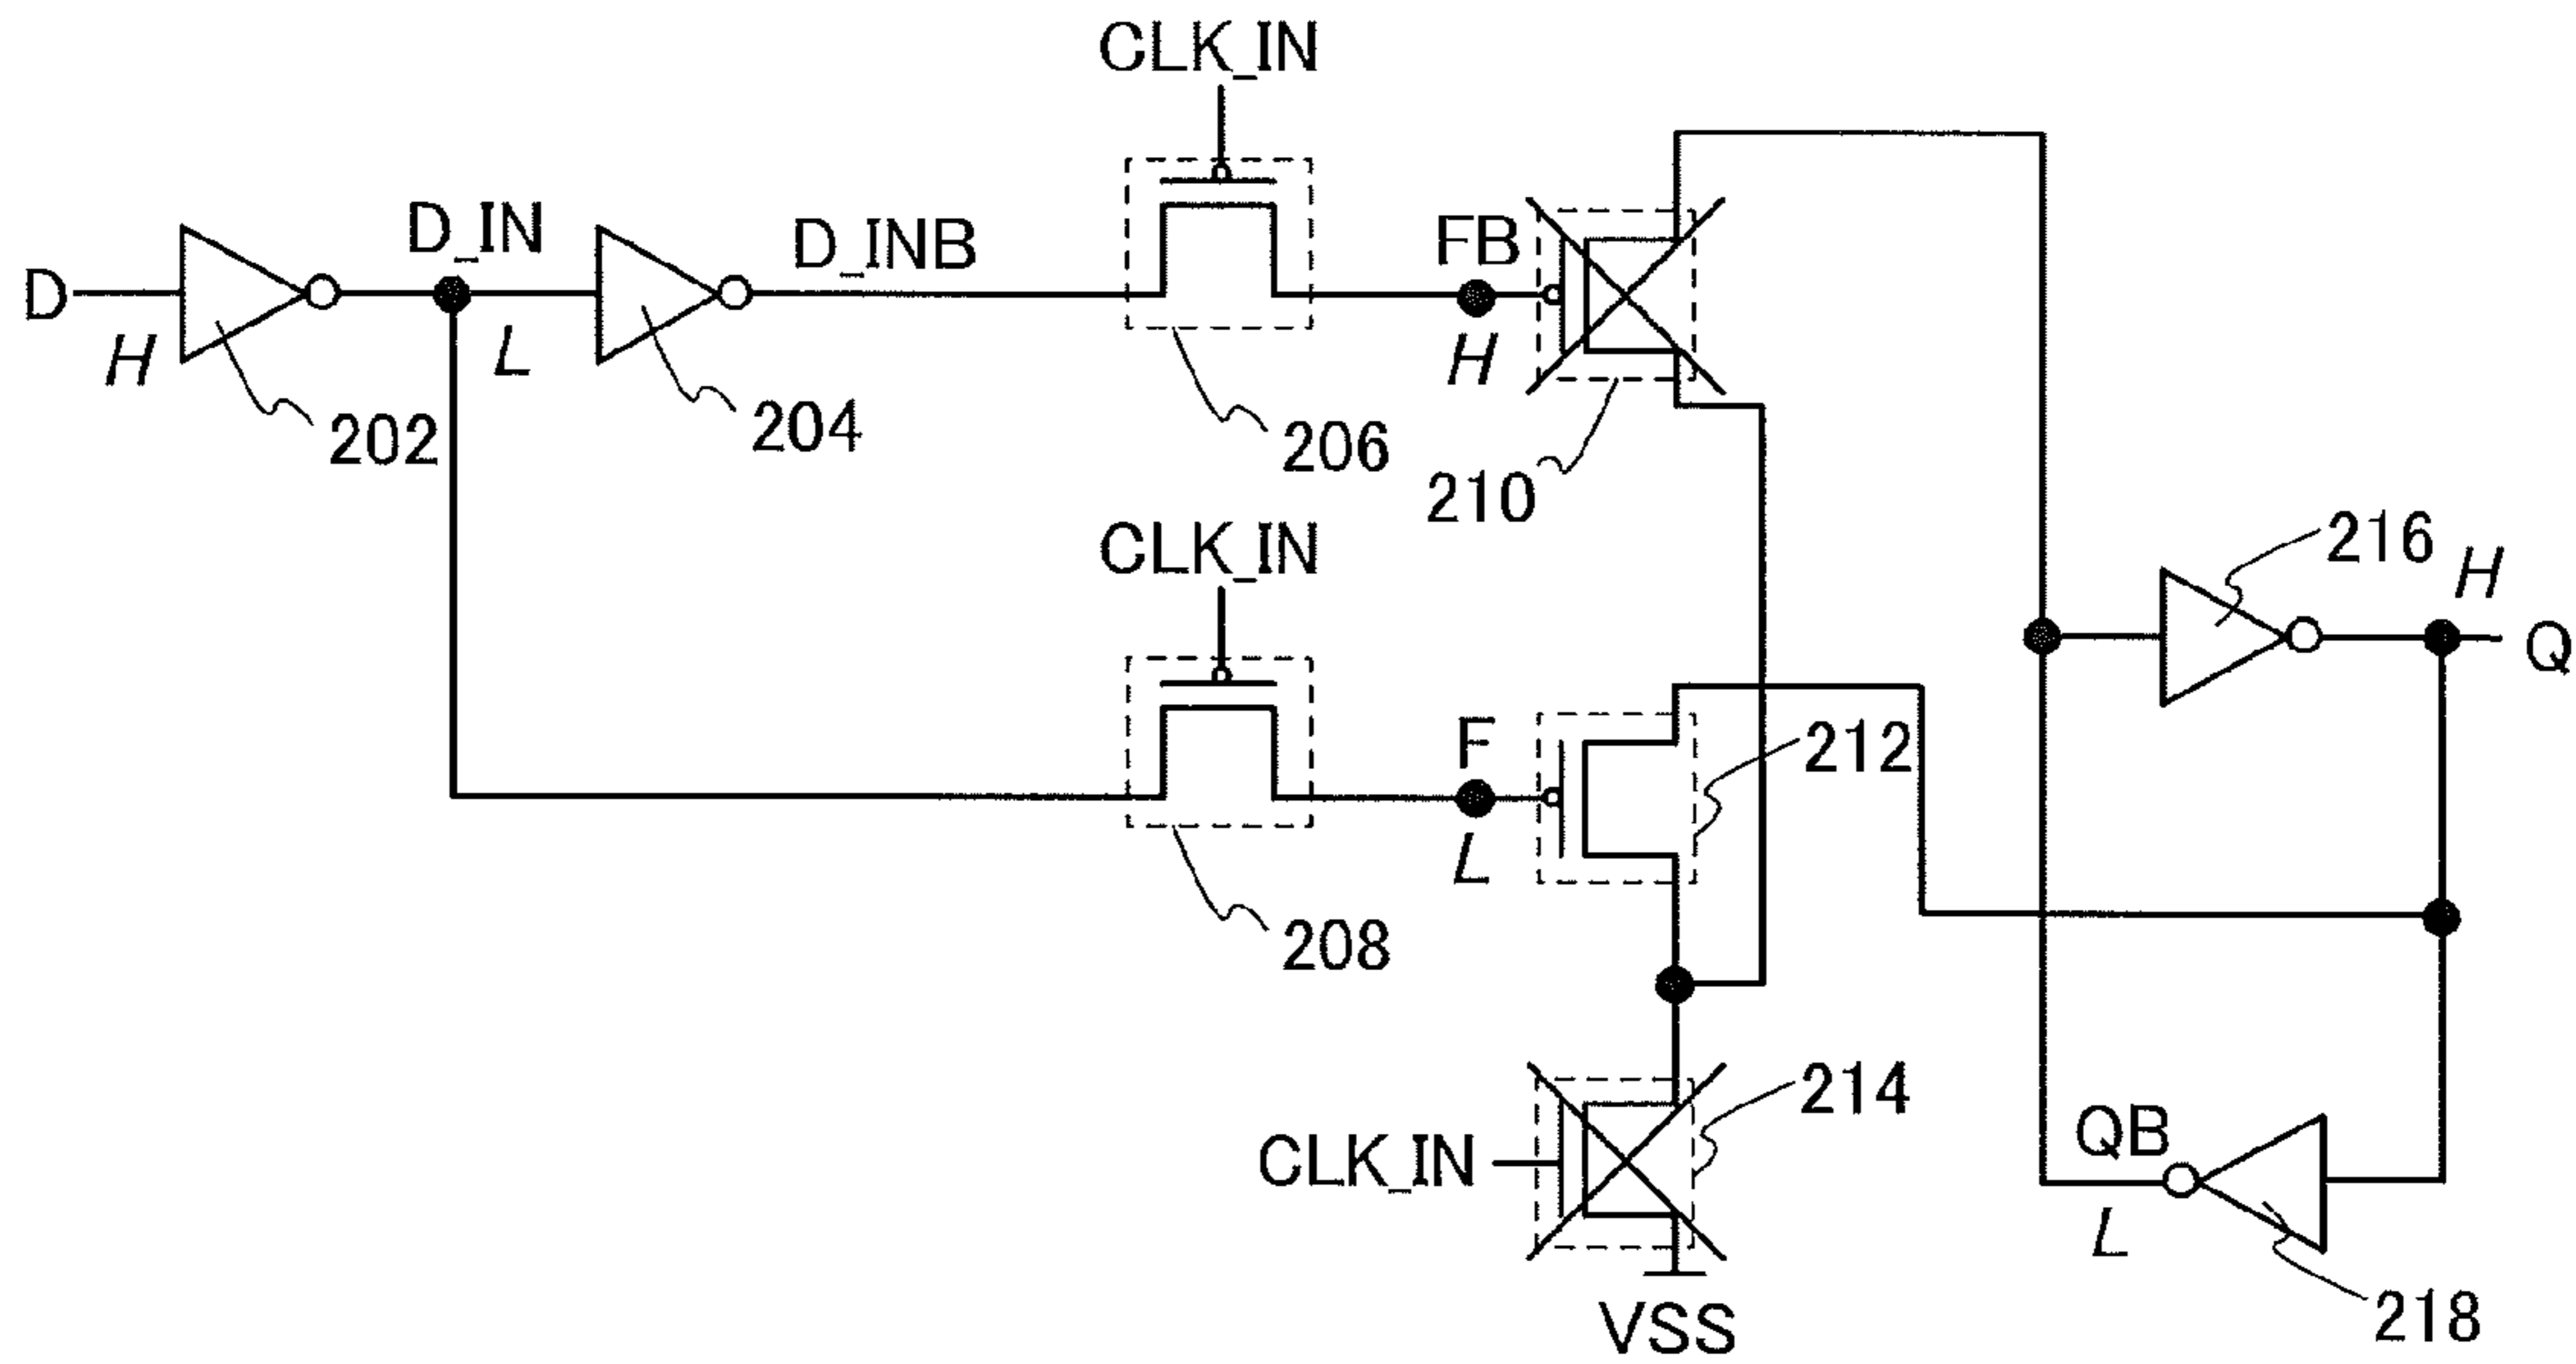 CLK_IN
D_IN
D_INB
FB
D
H
L
H
202
204
206
210
CLK_IN
216
H
Q
F
212
L
208
214
CLK_IN
QB
L
VSS
218